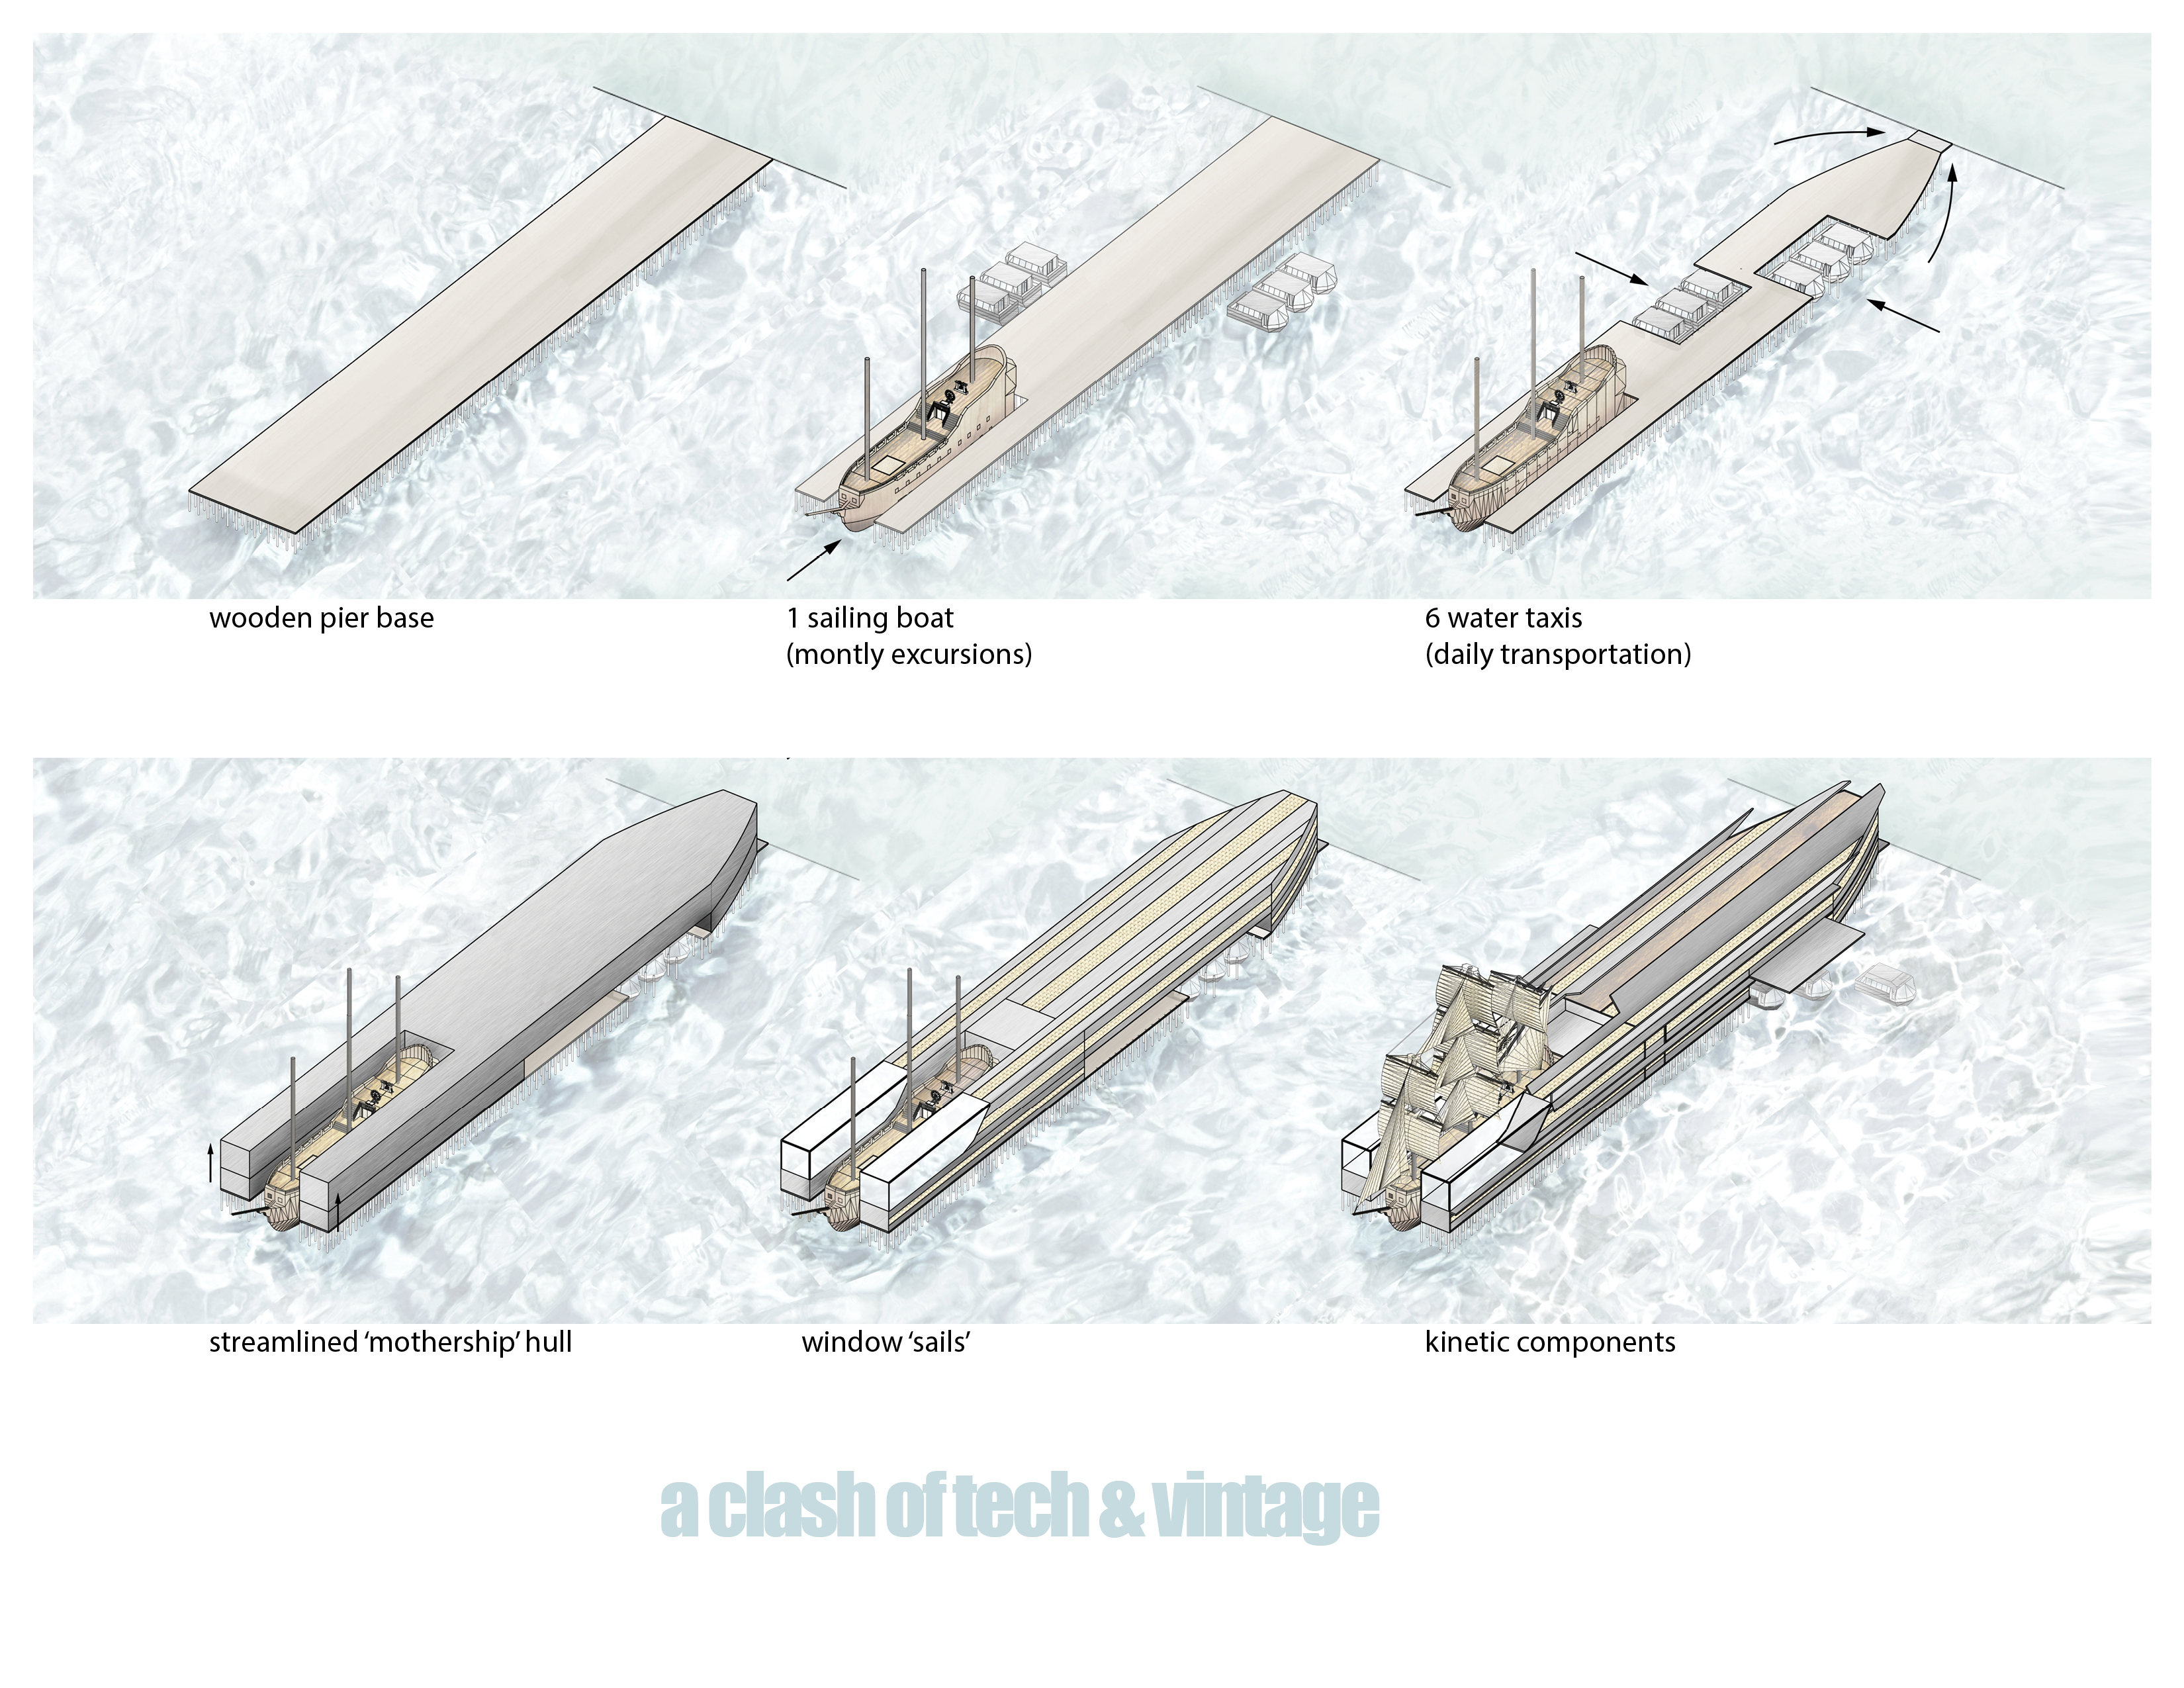 wooden pier base
1 sailing boat
(montly excursions)
6 water taxis
(daily transportation)
streamlined ‘mothership’ hull
window ‘sails’
kinetic components
a clash of tech & vintage